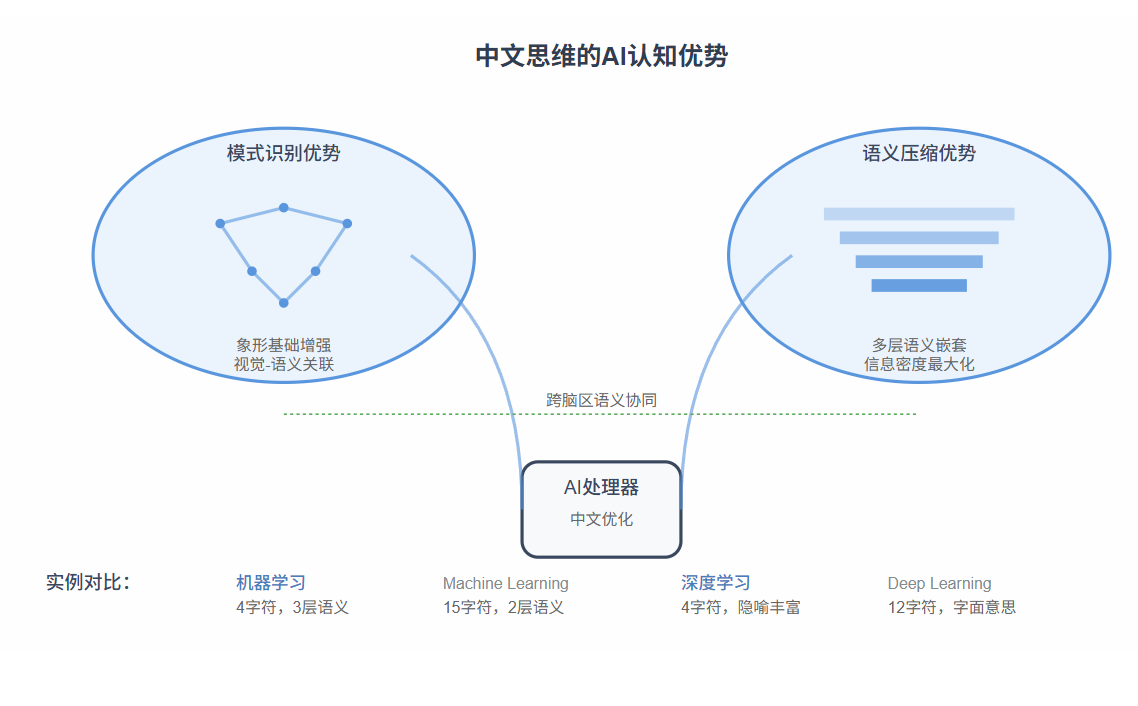 中文思维的AI认知优势
模式识别优势
象形基础增强
视觉-语义关联
语义压缩优势
多层语义嵌套
信息密度最大化
跨脑区语义协同
AI处理器
中文优化
实例对比：
机器学习
4字符，3层语义
Machine Learning
15字符，2层语义
深度学习
4字符，隐喻丰富
Deep Learning
12字符，字面意思